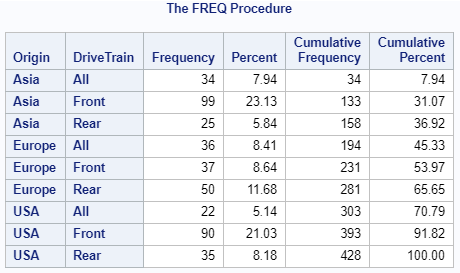 The FREQ Procedure
Origin DriveTrain Frequency Percent Cumulative Frequency Cumulative Percent
Asia All 34 7.94 34 7.94
Asia Front 99 23.13 133 31.07
Asia Rear 25 5.84 158 36.92
Europe All 36 8.41 194 45.33
Europe Front 37 8.64 231 53.97
Europe Rear 50 11.68 281 65.65
USA All 22 5.14 303 70.79
USA Front 90 21.03 393 91.82
USA Rear 35 8.18 428 100.00